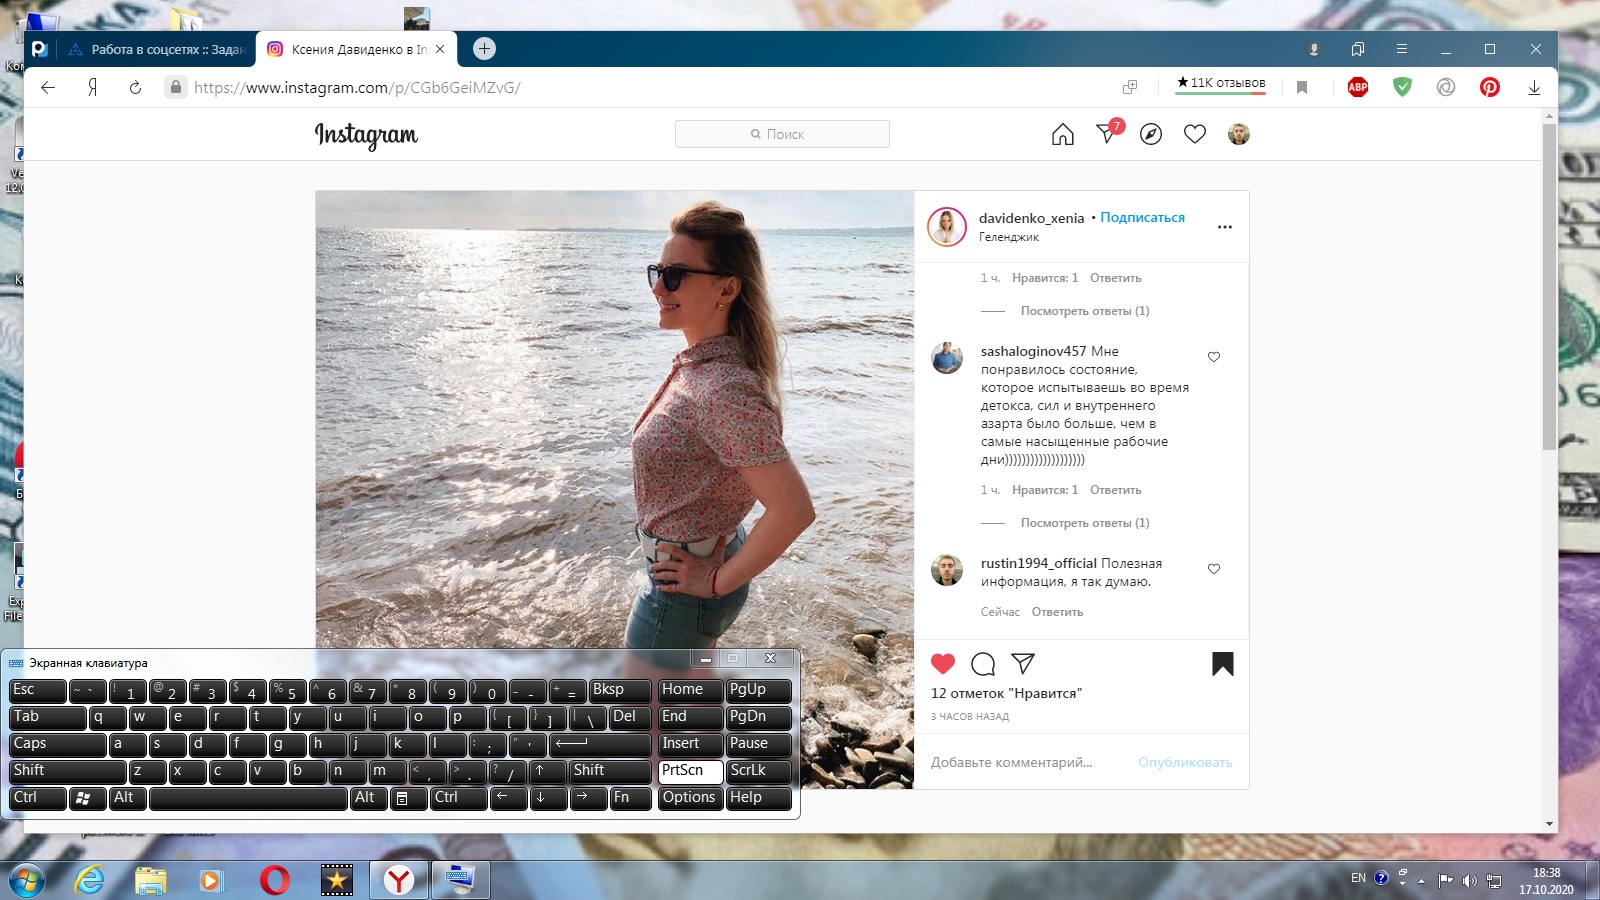 Работа в соцсетях :: Задан
Ксения Давиденко в Ins
https://www.instagram.com/p/CGb6GeiMZvG/
★11K отзывов
ABP
Instagram
Поиск
7
davidenko_xenia • Подписаться
Геленджик
1 ч. Нравится: 1 Ответить
Посмотреть ответы (1)
sashaloginov457 Мне
понравилось состояние,
которое испытываешь во время
детокса, сил и внутреннего
азарта было больше, чем в
самые насыщенные рабочие
дни)))))))))))))))))))
1 ч. Нравится: 1 Ответить
Посмотреть ответы (1)
rustin1994_official Полезная
информация, я так думаю.
Сейчас Ответить
12 отметок "Нравится"
3 ЧАСОВ НАЗАД
Добавьте комментарий... Опубликовать
Экранная клавиатура
Esc ~ ` ! 1 @ 2 # 3 $ 4 % 5 ^ 6 & 7 * 8 ( 9 ) 0 _ - + = Bksp Home PgUp
Tab q w e r t y u i o p { [ } ] | \ Del End PgDn
Caps a s d f g h j k l : ; " ' Insert Pause
Shift z x c v b n m < , > . ? / ↑ Shift PrtScn ScrLk
Ctrl Alt Alt Ctrl ← ↓ → Fn Options Help
EN
18:38
17.10.2020